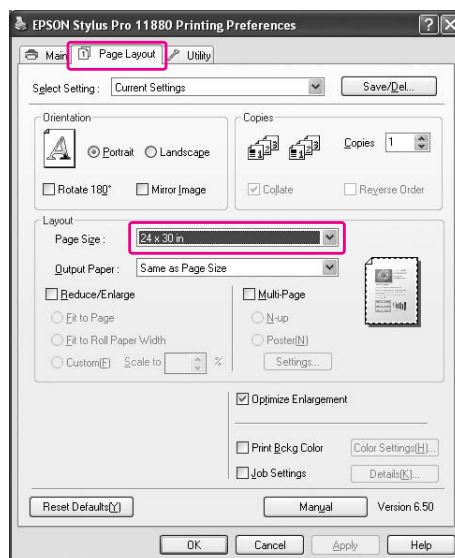 EPSON Stylus Pro 11880 Printing Preferences
Main Page Layout Utility
Select Setting : Current Settings Save/Del...
Orientation Copies
Portrait Landscape Copies 1
Rotate 180° Mirror Image Collate Reverse Order
Layout
Page Size : 24 x 30 in
Output Paper : Same as Page Size
Reduce/Enlarge Multi-Page
Fit to Page N-up
Fit to Roll Paper Width Poster(N)
Custom(F) Scale to % Settings...
Optimize Enlargement
Print Bckg Color Color Settings(H)...
Job Settings Details(K)...
Reset Defaults(Y) Manual Version 6.50
OK Cancel Apply Help